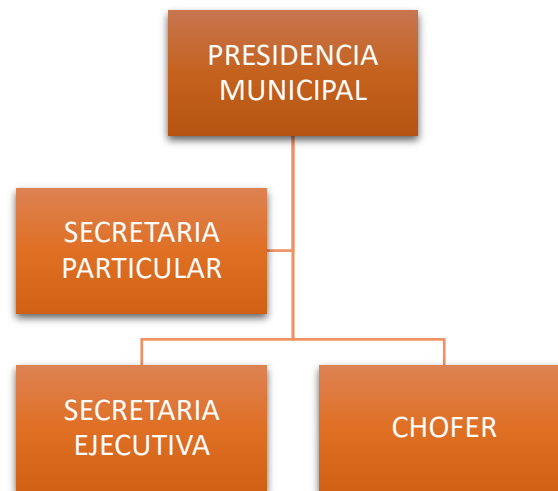 PRESIDENCIA
MUNICIPAL
SECRETARIA
PARTICULAR
SECRETARIA
EJECUTIVA
CHOFER